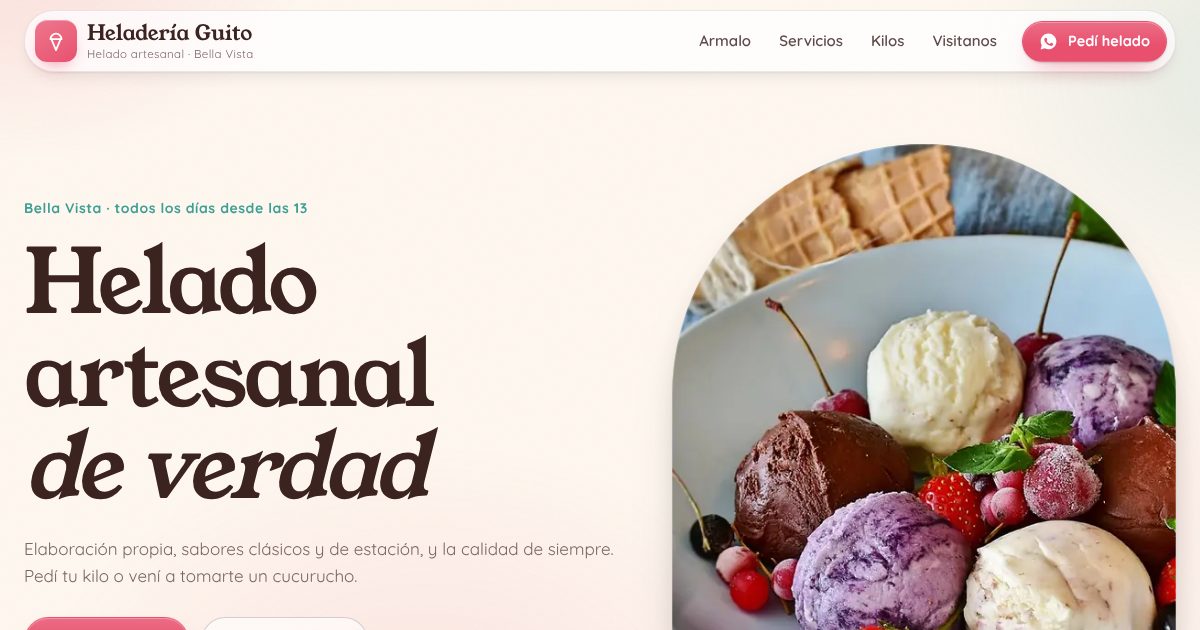 Heladería Guito
Helado artesanal · Bella Vista
Armalo
Servicios
Kilos
Visitanos
Pedí helado
Bella Vista · todos los días desde las 13
Helado
artesanal
de verdad
Elaboración propia, sabores clásicos y de estación, y la calidad de siempre.
Pedí tu kilo o vení a tomarte un cucurucho.